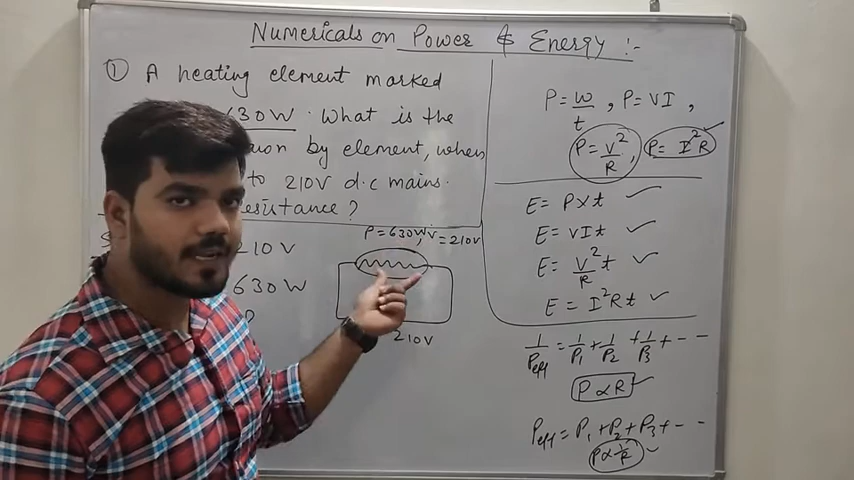 Numericals on Power & Energy :-
① A heating element marked
630W. What is the
by element, when
to 210V d.c mains.
resistance?
P=630W, V=210V
210V
630W
210V
P = W/t , P = VI ,
P = V²/R , P = I²R
E = P×t
E = VIt
E = V²/R t
E = I²Rt
1/Peff = 1/P₁ + 1/P₂ + 1/P₃ + - -
P ∝ R
Peff = P₁ + P₂ + P₃ + - -
P ∝ 1/R